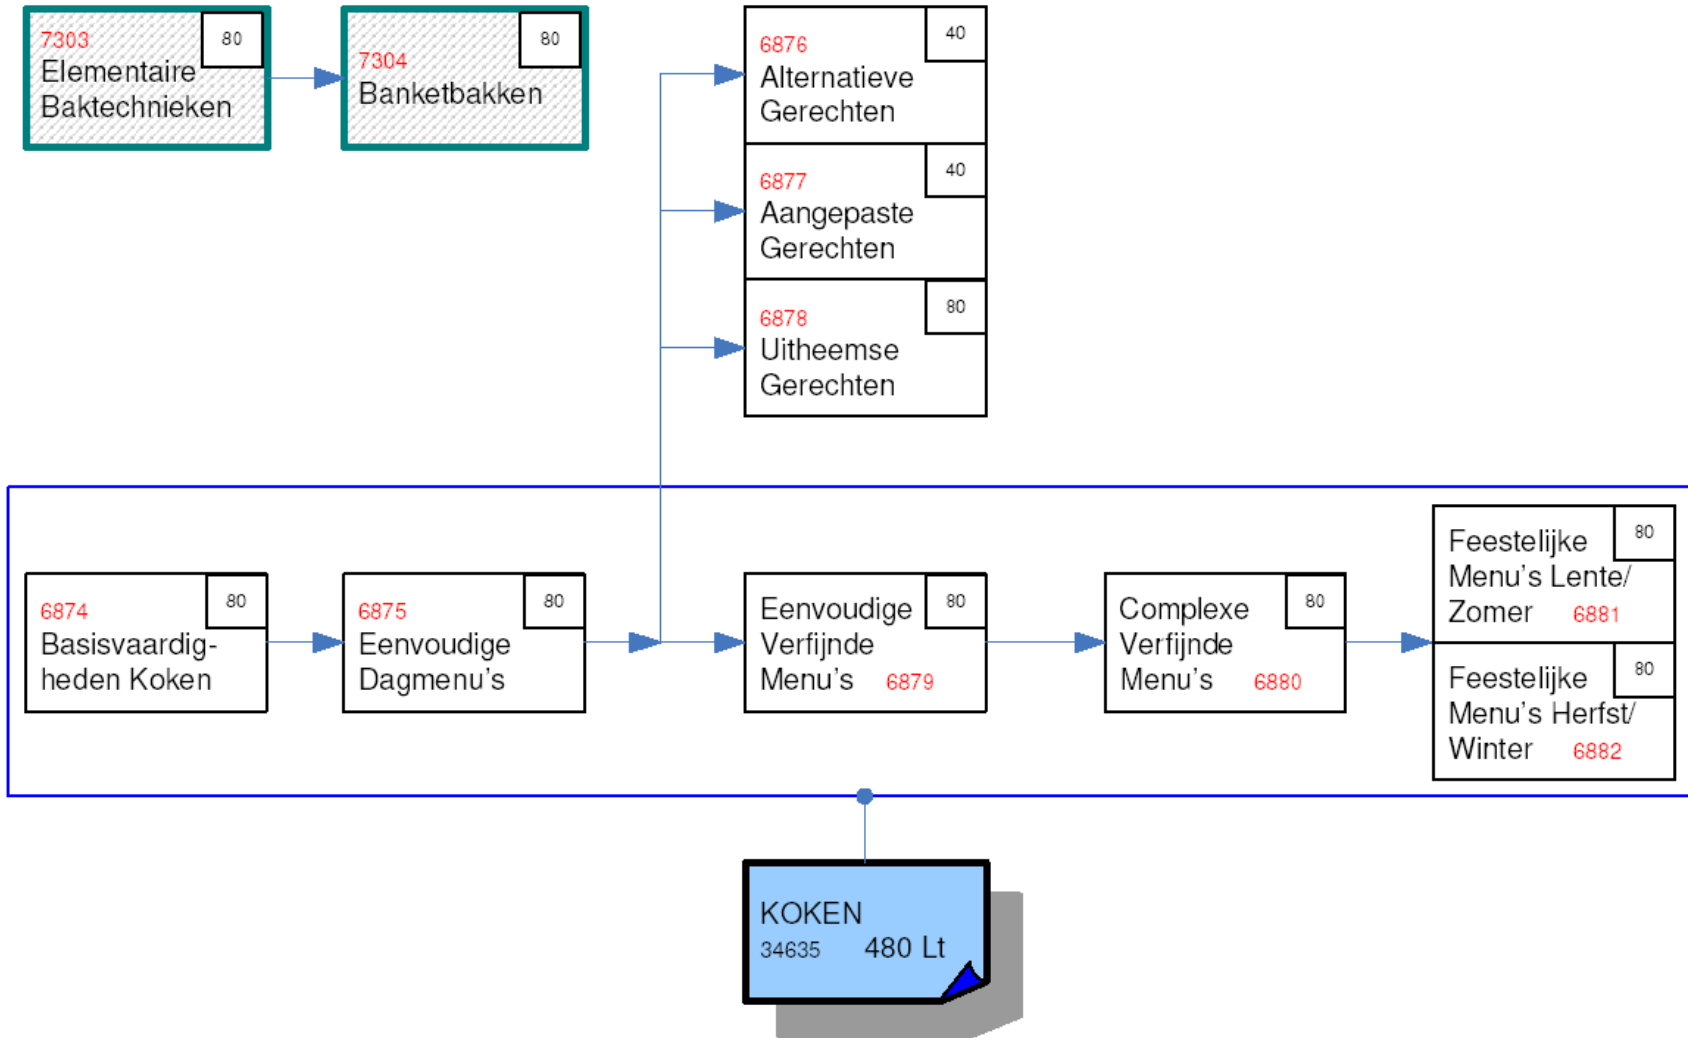 7303
80
Elementaire
Baktechnieken
7304
80
Banketbakken
6876
40
Alternatieve
Gerechten
6877
40
Aangepaste
Gerechten
6878
80
Uitheemse
Gerechten
6874
80
Basisvaardig-
heden Koken
6875
80
Eenvoudige
Dagmenu's
Eenvoudige
80
Verfijnde
Menu's 6879
Complexe
80
Verfijnde
Menu's 6880
Feestelijke
80
Menu's Lente/
Zomer 6881
Feestelijke
80
Menu's Herfst/
Winter 6882
KOKEN
34635 480 Lt